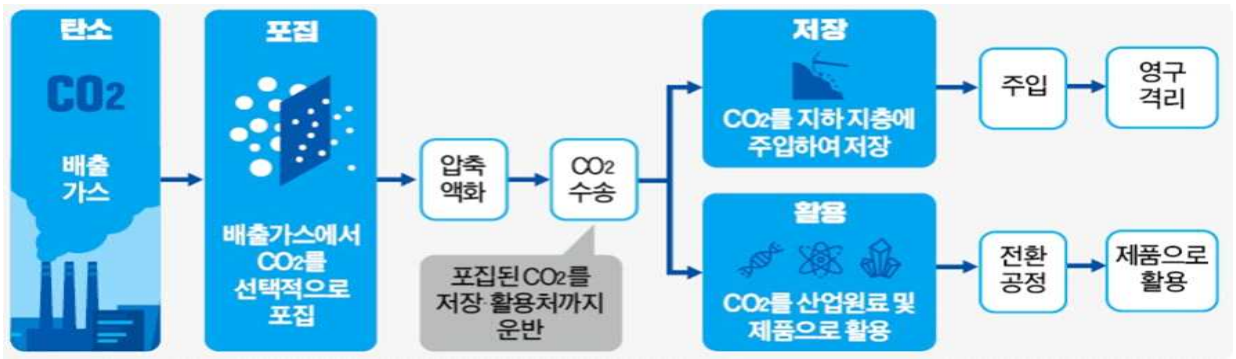 탄소
CO2
배출
가스
포집
배출가스에서
CO2를
선택적으로
포집
압축
액화
CO2
수송
포집된 CO2를
저장·활용처까지
운반
저장
CO2를 지하 지층에
주입하여 저장
주입
영구
격리
활용
CO2를 산업원료 및
제품으로 활용
전환
공정
제품으로
활용